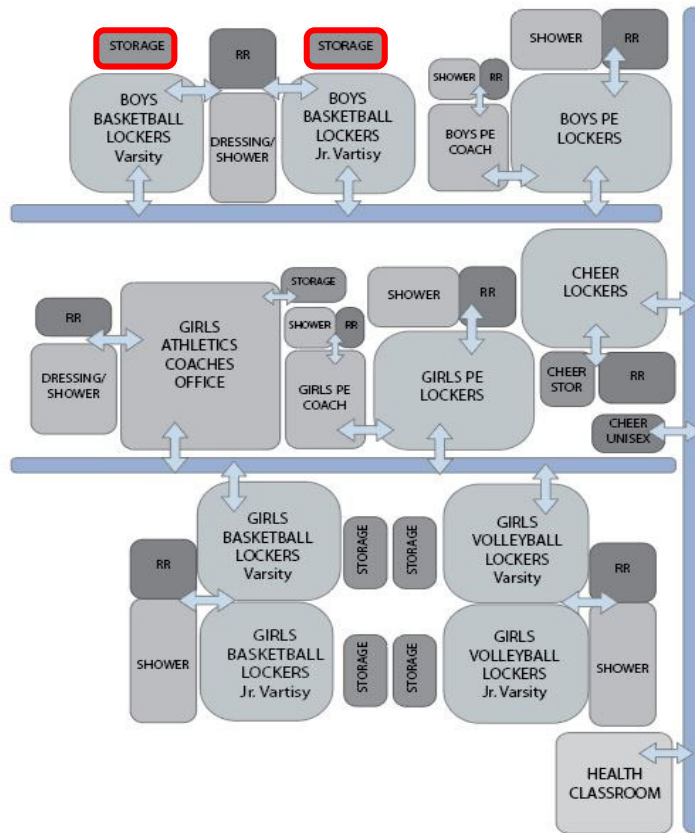 STORAGE
RR
STORAGE
SHOWER
RR
SHOWER
RR
BOYS
BASKETBALL
LOCKERS
Varsity
DRESSING/
SHOWER
BOYS
BASKETBALL
LOCKERS
Jr. Vartisy
BOYS PE
COACH
BOYS PE
LOCKERS
CHEER
LOCKERS
STORAGE
SHOWER
RR
RR
GIRLS
ATHLETICS
COACHES
OFFICE
SHOWER
RR
DRESSING/
SHOWER
GIRLS PE
COACH
GIRLS PE
LOCKERS
CHEER
STOR
RR
CHEER
UNISEX
GIRLS
BASKETBALL
LOCKERS
Varsity
STORAGE
STORAGE
GIRLS
VOLLEYBALL
LOCKERS
Varsity
RR
RR
SHOWER
GIRLS
BASKETBALL
LOCKERS
Jr. Vartisy
STORAGE
STORAGE
GIRLS
VOLLEYBALL
LOCKERS
Jr. Varsity
SHOWER
HEALTH
CLASSROOM